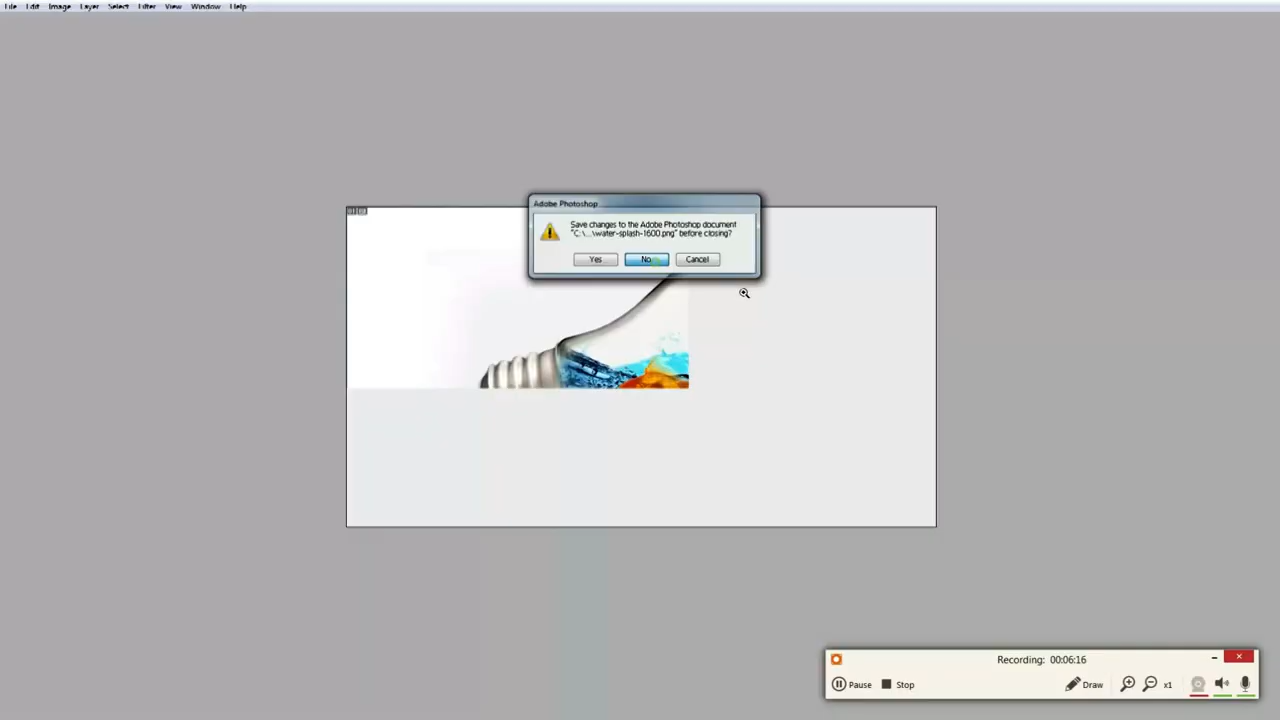 File Edit Image Layer Select Filter View Window Help
Adobe Photoshop
Save changes to the Adobe Photoshop document
"C:\...\water-splash-1600.png" before closing?
Yes No Cancel
Recording: 00:06:16
Pause Stop Draw x1